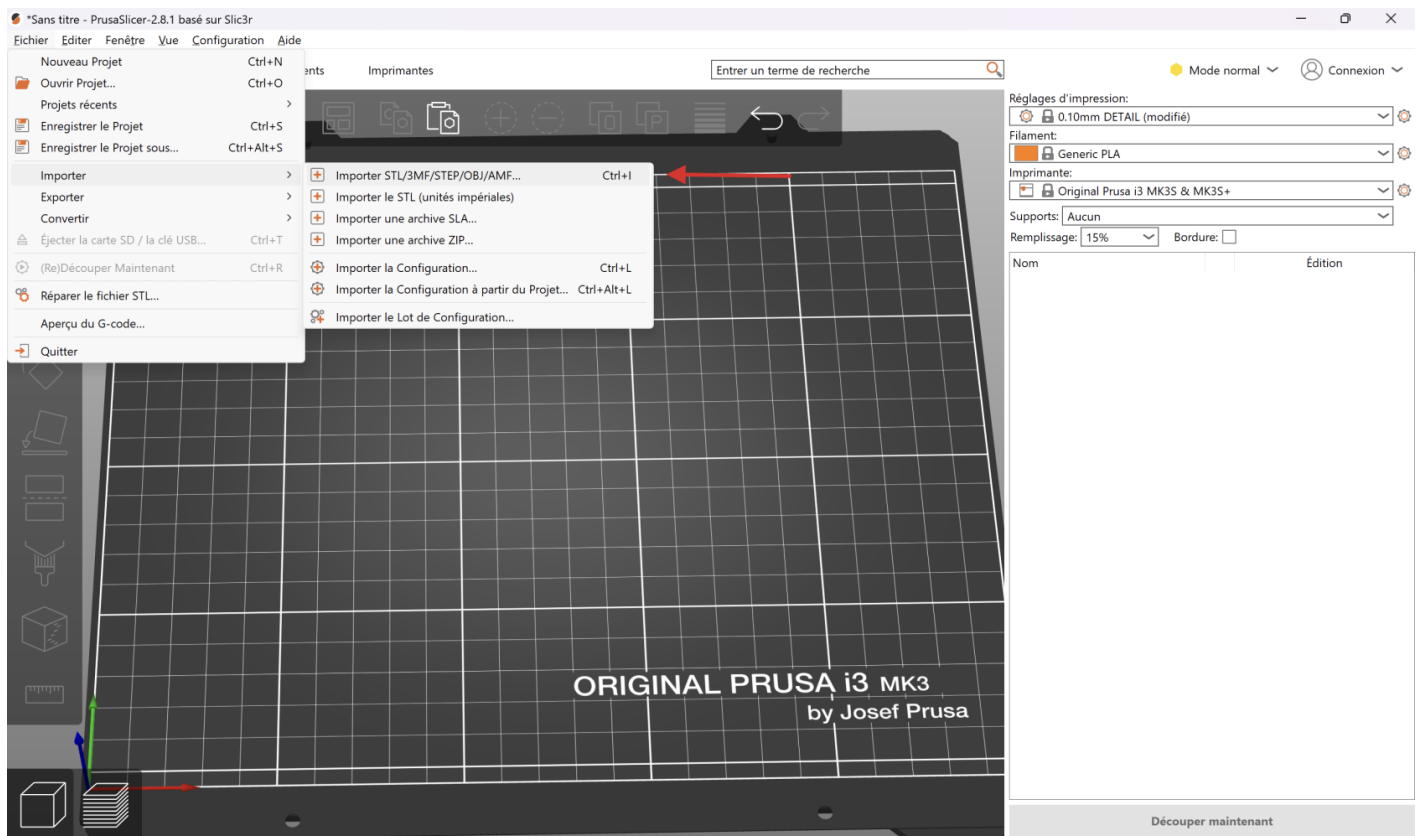 *Sans titre - PrusaSlicer-2.8.1 basé sur Slic3r
Fichier Editer Fenêtre Vue Configuration Aide
Nouveau Projet Ctrl+N
Ouvrir Projet... Ctrl+O
Projets récents
Enregistrer le Projet Ctrl+S
Enregistrer le Projet sous... Ctrl+Alt+S
Importer
Exporter
Convertir
Éjecter la carte SD / la clé USB... Ctrl+T
(Re)Découper Maintenant Ctrl+R
Réparer le fichier STL...
Aperçu du G-code...
Quitter
Importer STL/3MF/STEP/OBJ/AMF... Ctrl+I
Importer le STL (unités impériales)
Importer une archive SLA...
Importer une archive ZIP...
Importer la Configuration... Ctrl+L
Importer la Configuration à partir du Projet... Ctrl+Alt+L
Importer le Lot de Configuration...
ents Imprimantes
Entrer un terme de recherche
Mode normal Connexion
Réglages d'impression:
0.10mm DETAIL (modifié)
Filament:
Generic PLA
Imprimante:
Original Prusa i3 MK3S & MK3S+
Supports: Aucun
Remplissage: 15% Bordure:
Nom Édition
ORIGINAL PRUSA i3 MK3
by Josef Prusa
Découper maintenant